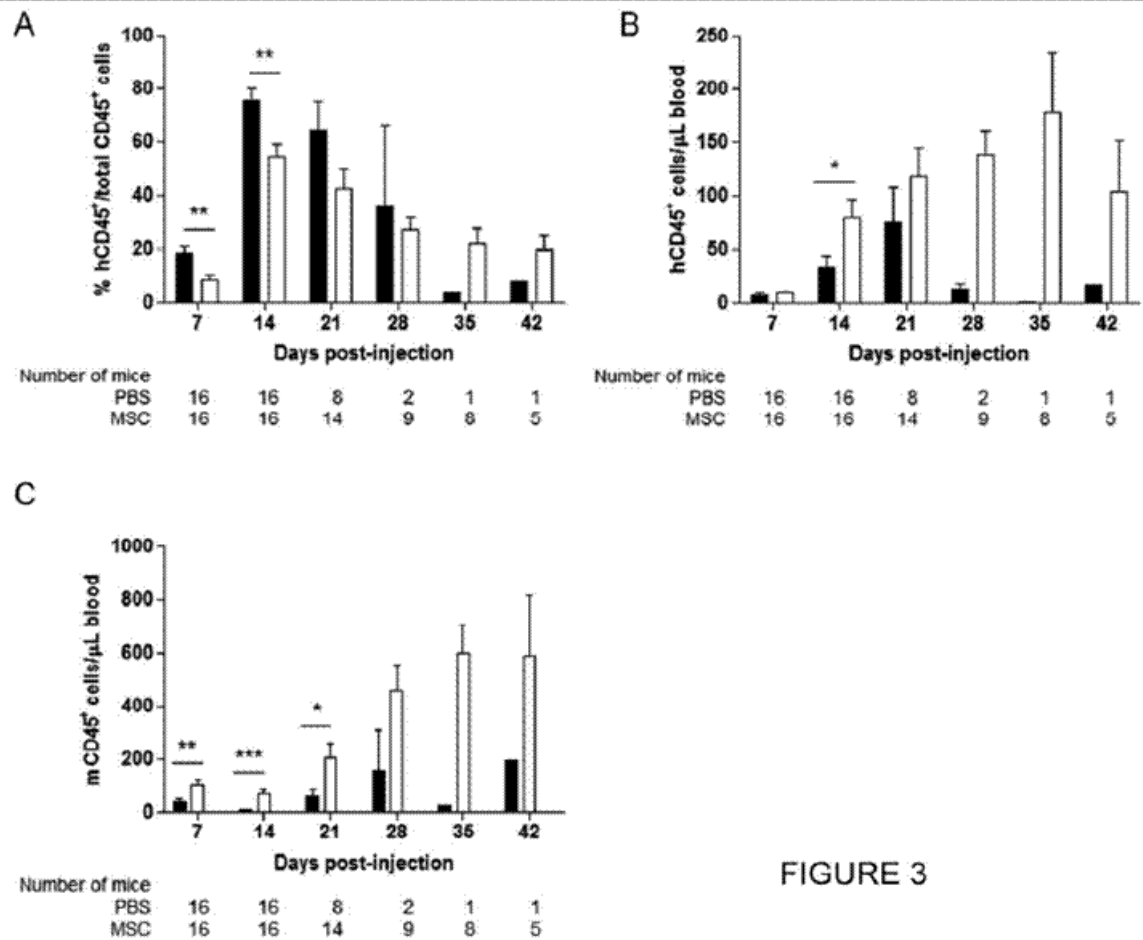 A
% hCD45⁺/total CD45⁺ cells
100
80
60
40
20
0
**
**
7 14 21 28 35 42
Days post-injection
Number of mice
PBS 16 16 8 2 1 1
MSC 16 16 14 9 8 5
B
hCD45⁺ cells/µL blood
250
200
150
100
50
0
*
7 14 21 28 35 42
Days post-injection
Number of mice
PBS 16 16 8 2 1 1
MSC 16 16 14 9 8 5
C
mCD45⁺ cells/µL blood
1000
800
600
400
200
0
** *** *
7 14 21 28 35 42
Days post-injection
Number of mice
PBS 16 16 8 2 1 1
MSC 16 16 14 9 8 5
FIGURE 3